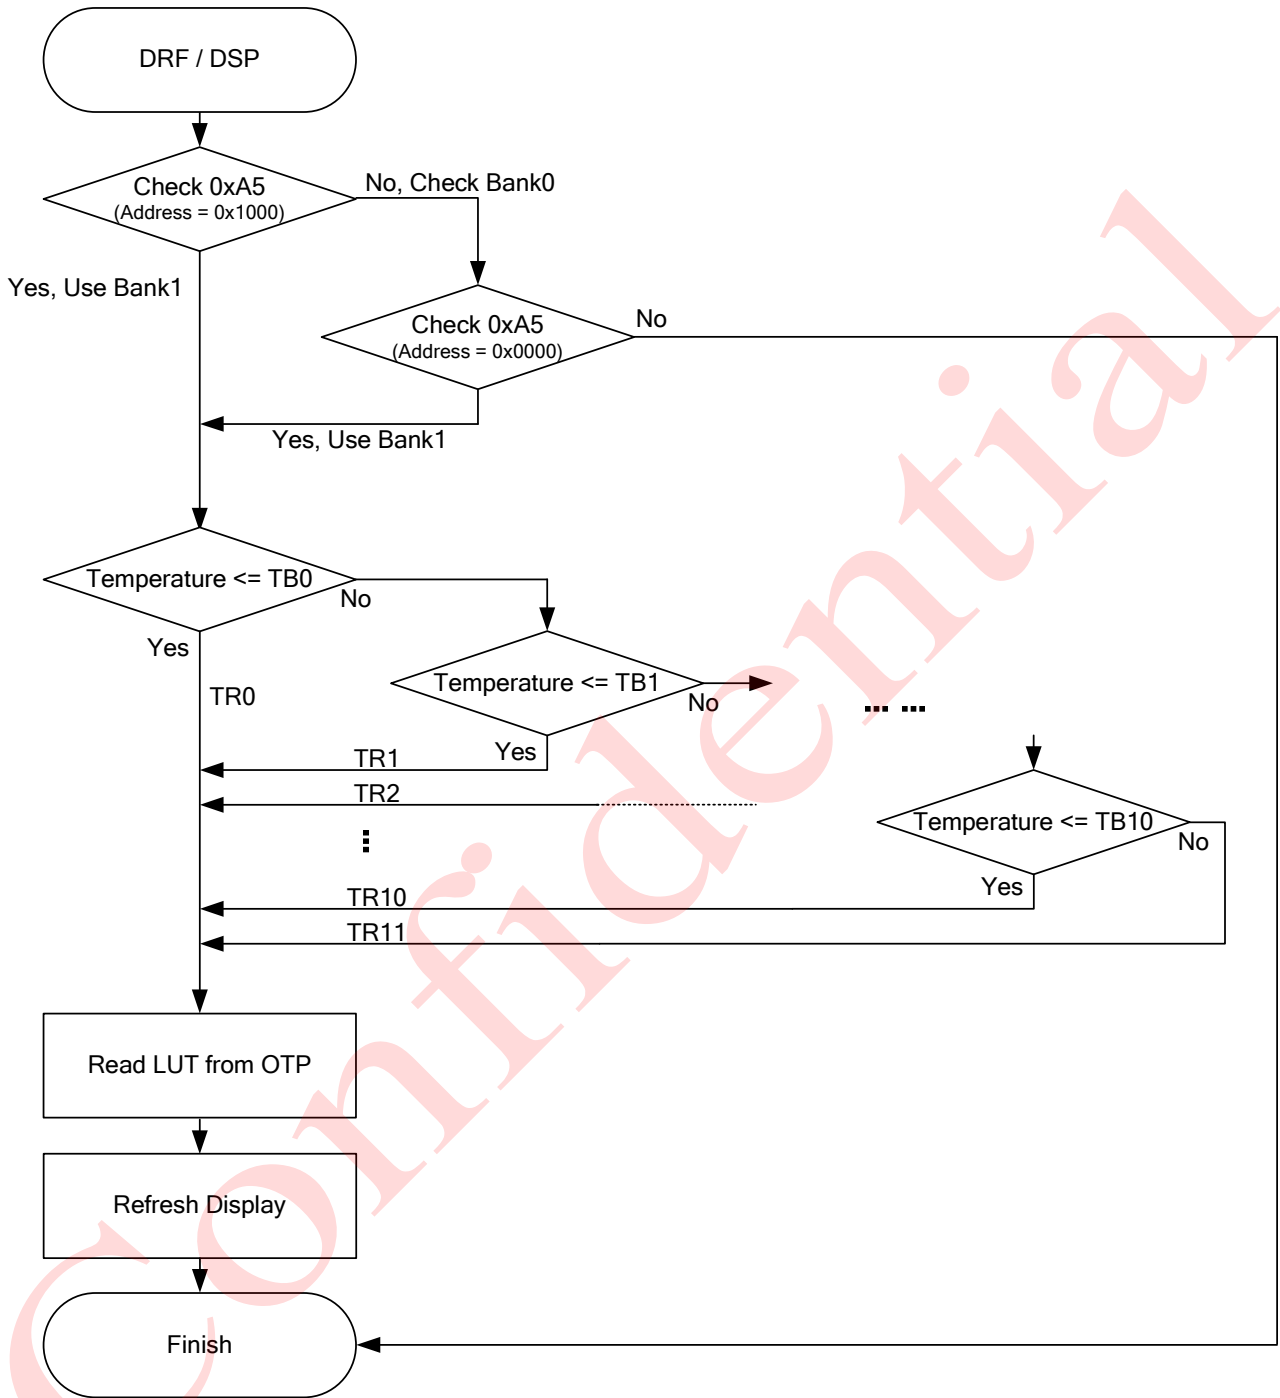 DRF / DSP
Check 0xA5
(Address = 0x1000)
No, Check Bank0
Yes, Use Bank1
Check 0xA5
(Address = 0x0000)
No
Yes, Use Bank1
Temperature <= TB0
No
Yes
TR0
Temperature <= TB1
No
Yes
TR1
TR2
... ...
...
Temperature <= TB10
No
Yes
TR10
TR11
Read LUT from OTP
Refresh Display
Finish
Confidential